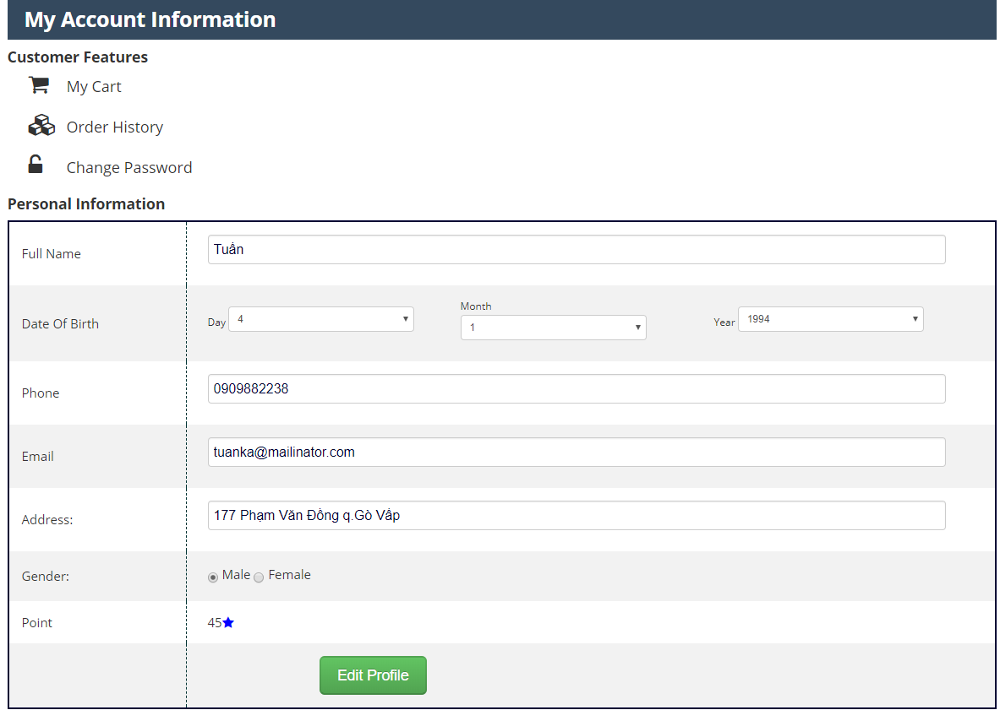 My Account Information
Customer Features
My Cart
Order History
Change Password
Personal Information
Full Name Tuấn
Date Of Birth Day 4 Month 1 Year 1994
Phone 0909882238
Email tuanka@mailinator.com
Address: 177 Phạm Văn Đồng q.Gò Vấp
Gender: Male Female
Point 45
Edit Profile